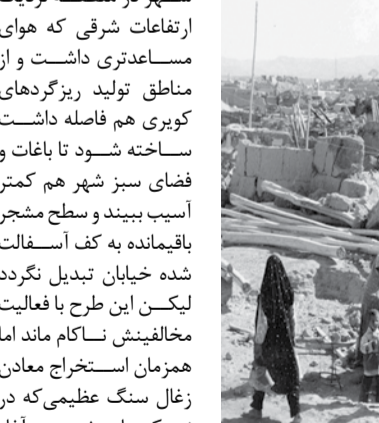 ارتفاعات شرقی که هوای
مساعدتری داشت و از
مناطق تولید ریزگردهای
کویری هم فاصله داشت
ساخته شود تا باغات و
فضای سبز شهر هم کمتر
آسیب ببیند و سطح مشجر
باقیمانده به کف آسفالت
شده خیابان تبدیل نگردد
لیکن این طرح با فعالیت
مخالفینش ناکام ماند اما
همزمان استخراج معادن
زغال سنگ عظیمی‌که در